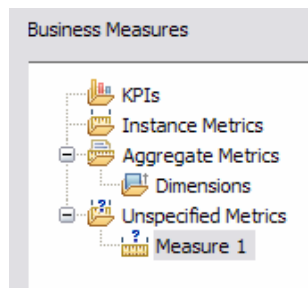 Business Measures
KPIs
Instance Metrics
Aggregate Metrics
Dimensions
Unspecified Metrics
Measure 1